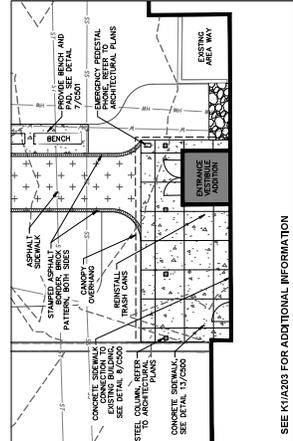 PROVIDE BENCH AND
PAD, SEE DETAIL
7/C501
EMERGENCY PEDESTAL
PHONE, REFER TO
ARCHITECTURAL PLANS
EXISTING
AREA WAY
BENCH
ENTRANCE
VESTIBULE
ADDITION
ASPHALT
SIDEWALK
STAMPED ASPHALT
BORDER, BRICK
PATTERN, BOTH SIDES
CANOPY
OVERHANG
REINSTALL
TRASH CANS
CONCRETE SIDEWALK
CONNECTION TO
EXISTING BUILDING,
SEE DETAIL 8/C500
STEEL COLUMN, REFER
TO ARCHITECTURAL
PLANS
CONCRETE SIDEWALK,
SEE DETAIL 13/C500
SEE K1/A203 FOR ADDITIONAL INFORMATION